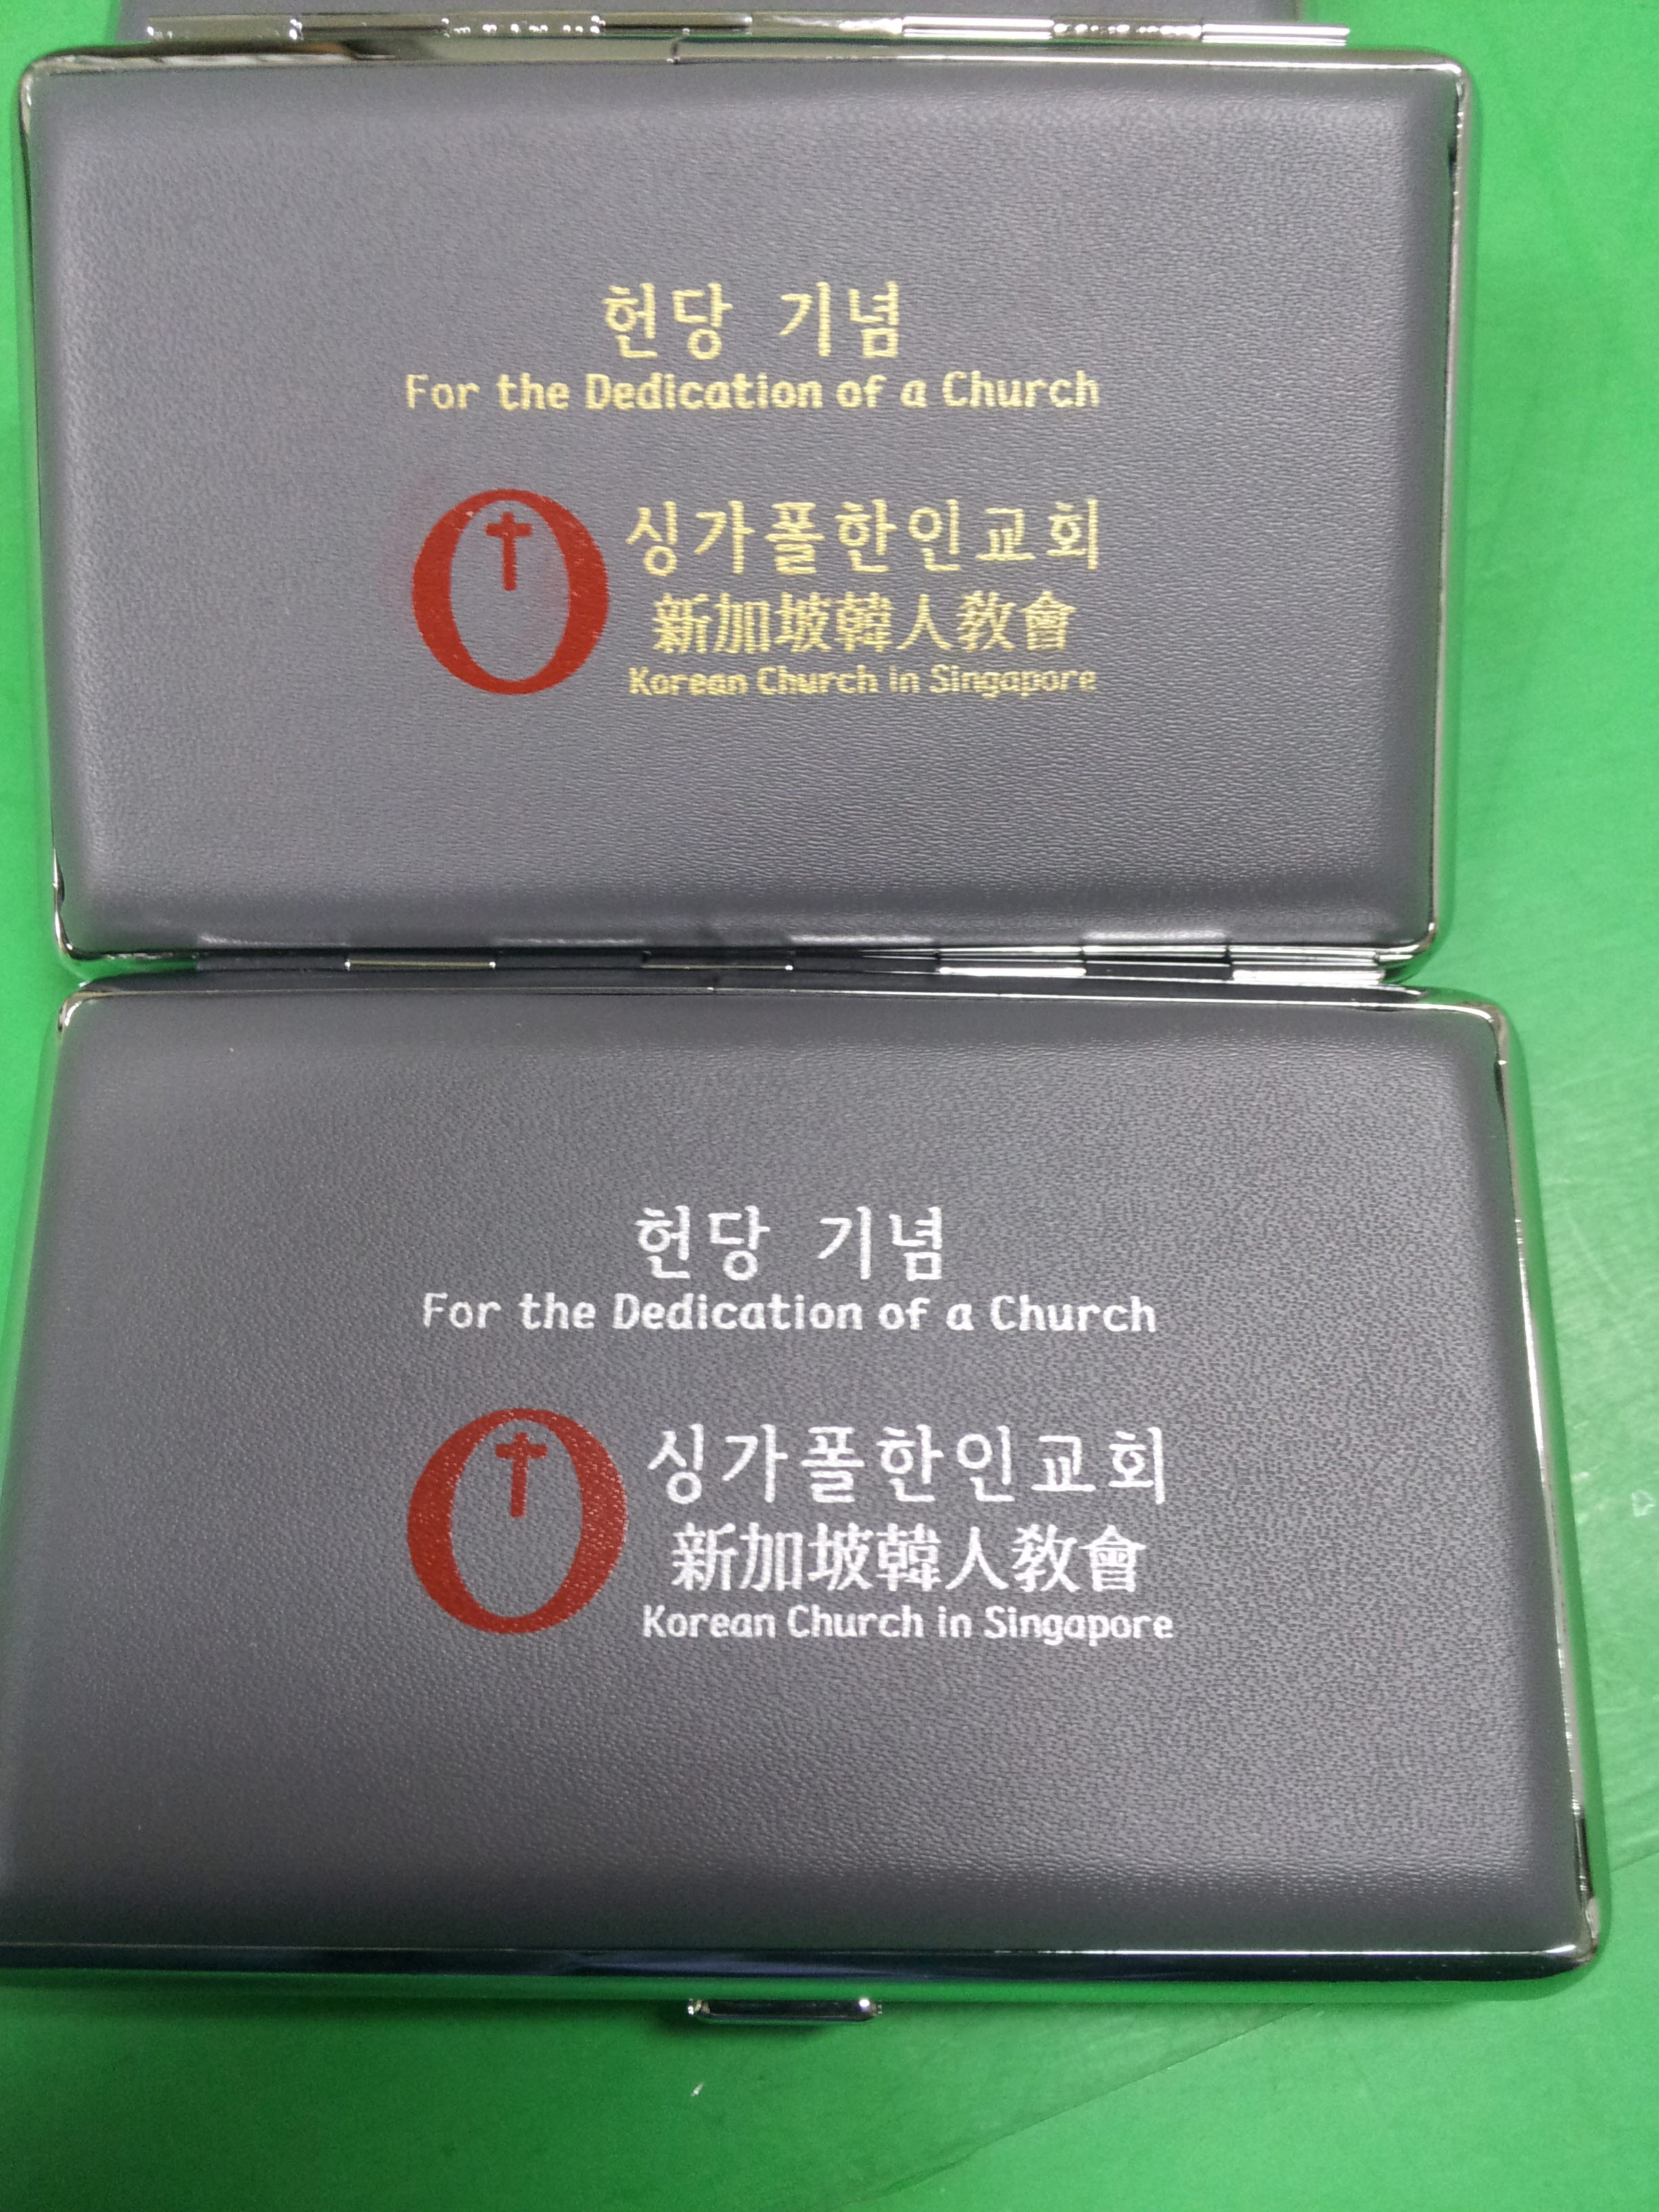 헌당 기념
For the Dedication of a Church
싱가폴한인교회
新加坡韓人敎會
Korean Church in Singapore
헌당 기념
For the Dedication of a Church
싱가폴한인교회
新加坡韓人敎會
Korean Church in Singapore